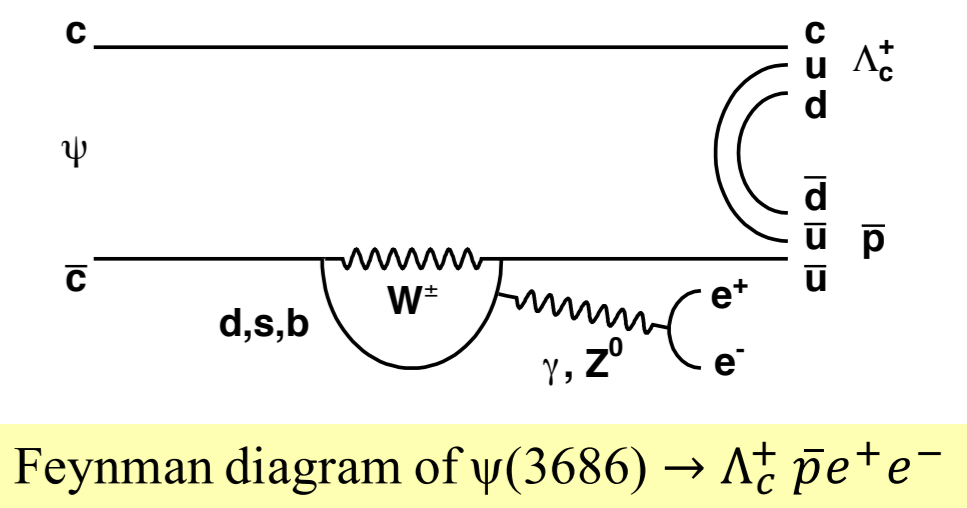 c
c
u Λc+
d
ψ
d̅
u̅ p̅
c̅
u̅
W±
d,s,b
e+
γ, Z0
e-
Feynman diagram of ψ(3686) → Λc+ p̅e+e−